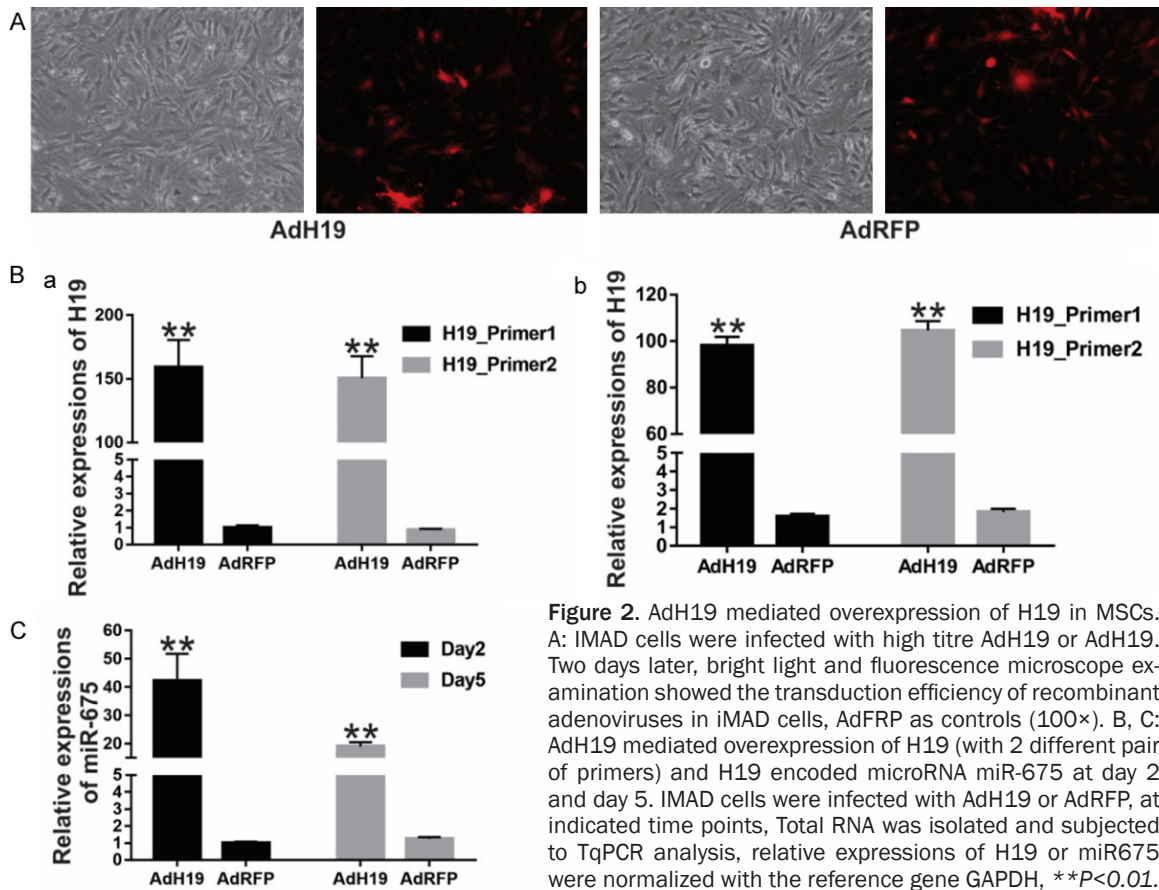 A
AdH19
AdRFP
B
a
Relative expressions of H19
200
150
100
5
4
3
2
1
0
**
**
H19_Primer1
H19_Primer2
AdH19 AdRFP
AdH19 AdRFP
b
Relative expressions of H19
120
100
80
60
5
4
3
2
1
0
**
**
H19_Primer1
H19_Primer2
AdH19 AdRFP
AdH19 AdRFP
C
Relative expressions
of miR-675
60
50
40
30
20
5
4
3
2
1
0
**
**
Day2
Day5
AdH19 AdRFP
AdH19 AdRFP
Figure 2. AdH19 mediated overexpression of H19 in MSCs.
A: IMAD cells were infected with high titre AdH19 or AdH19.
Two days later, bright light and fluorescence microscope ex-
amination showed the transduction efficiency of recombinant
adenoviruses in iMAD cells, AdFRP as controls (100×). B, C:
AdH19 mediated overexpression of H19 (with 2 different pair
of primers) and H19 encoded microRNA miR-675 at day 2
and day 5. IMAD cells were infected with AdH19 or AdRFP, at
indicated time points, Total RNA was isolated and subjected
to TqPCR analysis, relative expressions of H19 or miR675
were normalized with the reference gene GAPDH, **P<0.01.